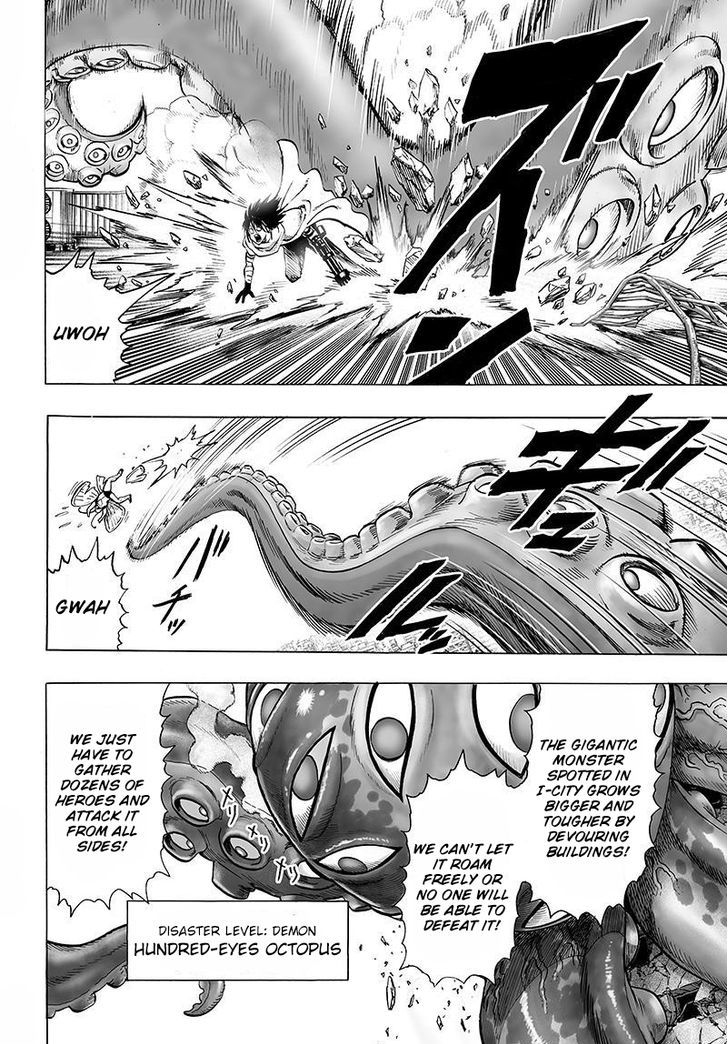 ズズン
UWOH
ギュルッ
バチッ
GWAH
THE GIGANTIC
MONSTER
SPOTTED IN
I-CITY GROWS
BIGGER AND
TOUGHER BY
DEVOURING
BUILDINGS!
WE CAN'T LET
IT ROAM
FREELY OR
NO ONE WILL
BE ABLE TO
DEFEAT IT!
メリ
メリ
WE JUST
HAVE TO
GATHER
DOZENS OF
HEROES AND
ATTACK IT
FROM ALL
SIDES!
DISASTER LEVEL: DEMON
HUNDRED-EYES OCTOPUS